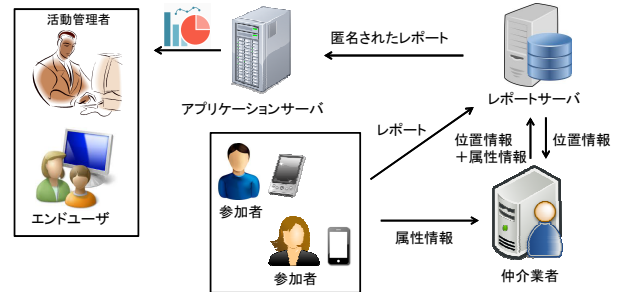 活動管理者
匿名されたレポート
アプリケーションサーバ
レポートサーバ
レポート
位置情報
＋属性情報
位置情報
エンドユーザ
参加者
属性情報
参加者
仲介業者